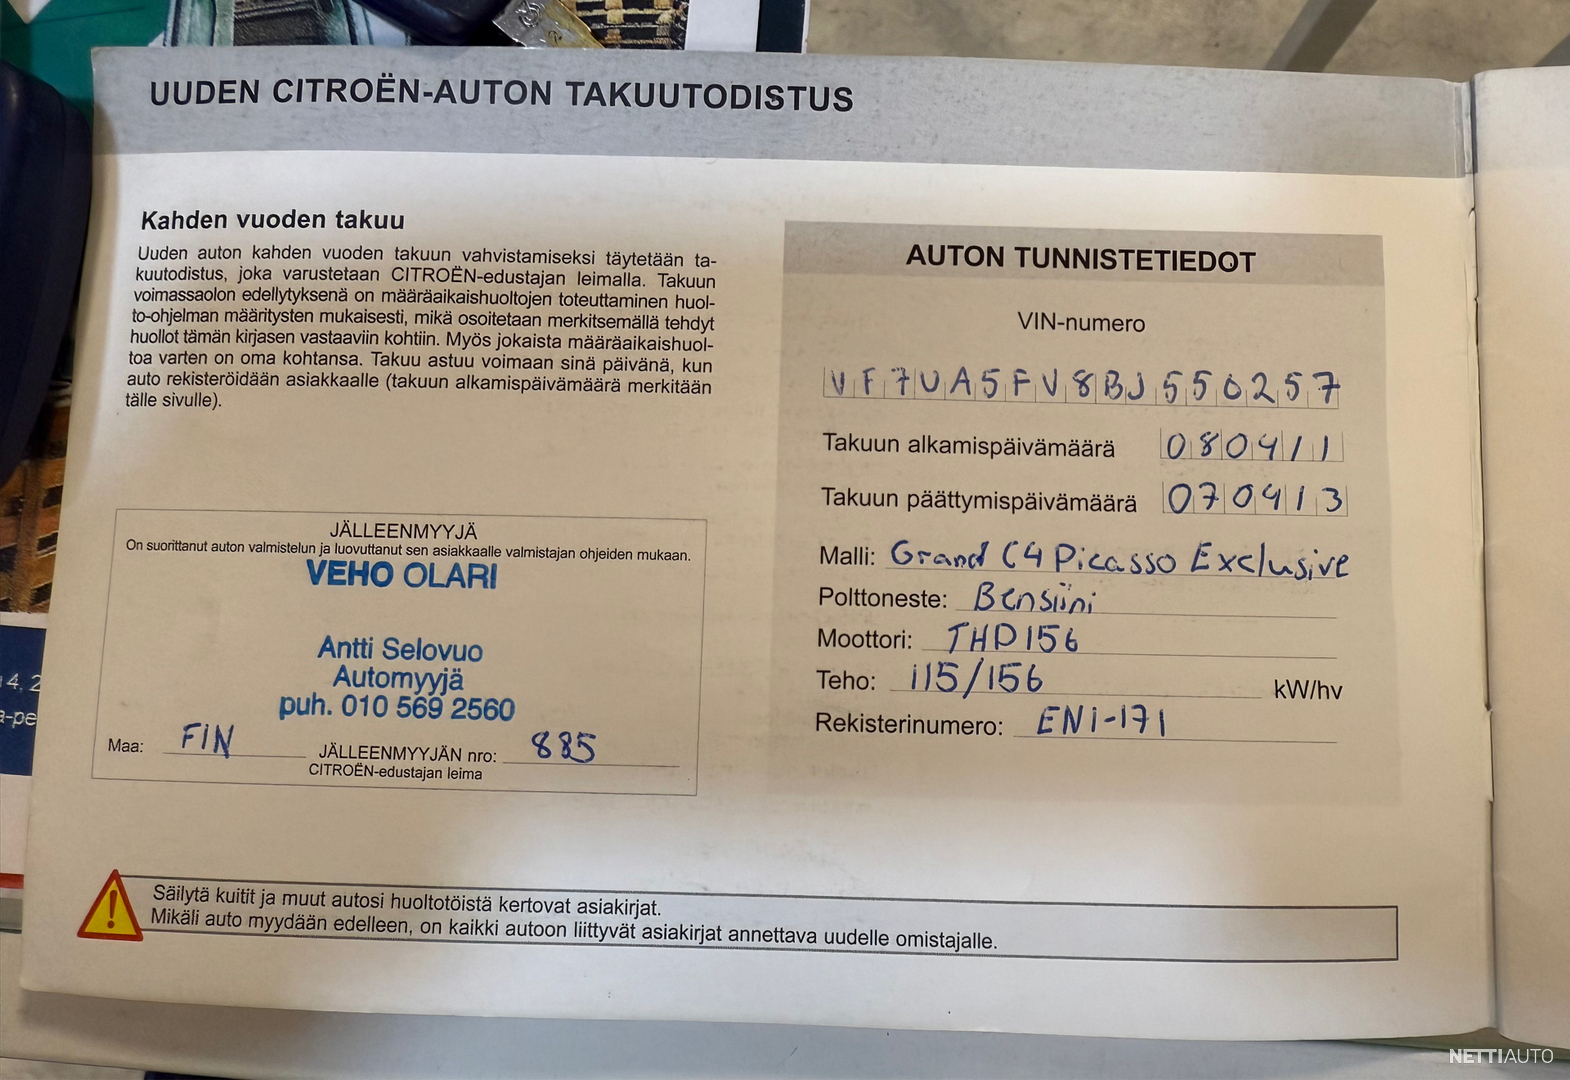 UUDEN CITROËN-AUTON TAKUUTODISTUS
Kahden vuoden takuu
Uuden auton kahden vuoden takuun vahvistamiseksi täytetään ta-
kuutodistus, joka varustetaan CITROËN-edustajan leimalla. Takuun
voimassaolon edellytyksenä on määräaikaishuoltojen toteuttaminen huol-
to-ohjelman määritysten mukaisesti, mikä osoitetaan merkitsemällä tehdyt
huollot tämän kirjasen vastaaviin kohtiin. Myös jokaista määräaikaishuol-
toa varten on oma kohtansa. Takuu astuu voimaan sinä päivänä, kun
auto rekisteröidään asiakkaalle (takuun alkamispäivämäärä merkitään
tälle sivulle).
JÄLLEENMYYJÄ
On suorittanut auton valmistelun ja luovuttanut sen asiakkaalle valmistajan ohjeiden mukaan.
VEHO OLARI
Antti Selovuo
Automyyjä
puh. 010 569 2560
Maa: FIN JÄLLEENMYYJÄN nro: 885
CITROËN-edustajan leima
AUTON TUNNISTETIEDOT
VIN-numero
VF7UA5FV8BJ550257
Takuun alkamispäivämäärä 080411
Takuun päättymispäivämäärä 070413
Malli: Grand C4 Picasso Exclusive
Polttoneste: Bensiini
Moottori: THP156
Teho: 115/156 kW/hv
Rekisterinumero: ENI-171
Säilytä kuitit ja muut autosi huoltotöistä kertovat asiakirjat.
Mikäli auto myydään edelleen, on kaikki autoon liittyvät asiakirjat annettava uudelle omistajalle.
NETTIAUTO